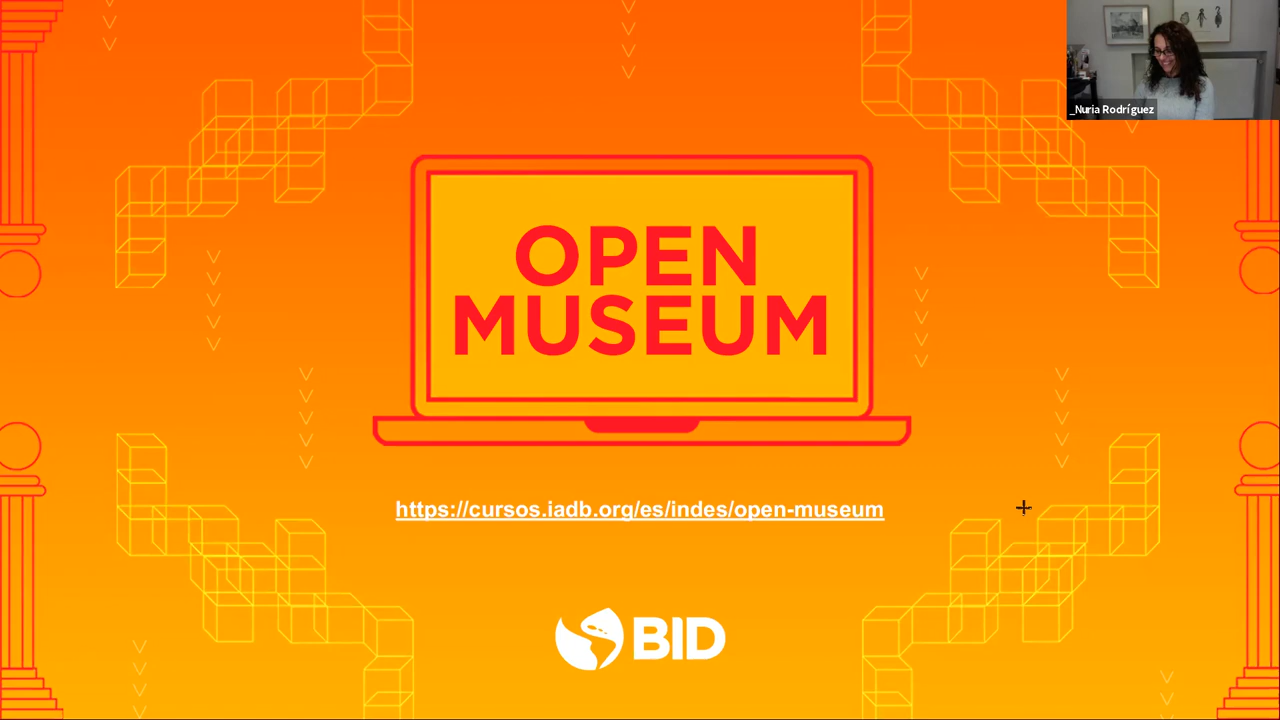 _Nuria Rodríguez
OPEN
MUSEUM
https://cursos.iadb.org/es/indes/open-museum
BID